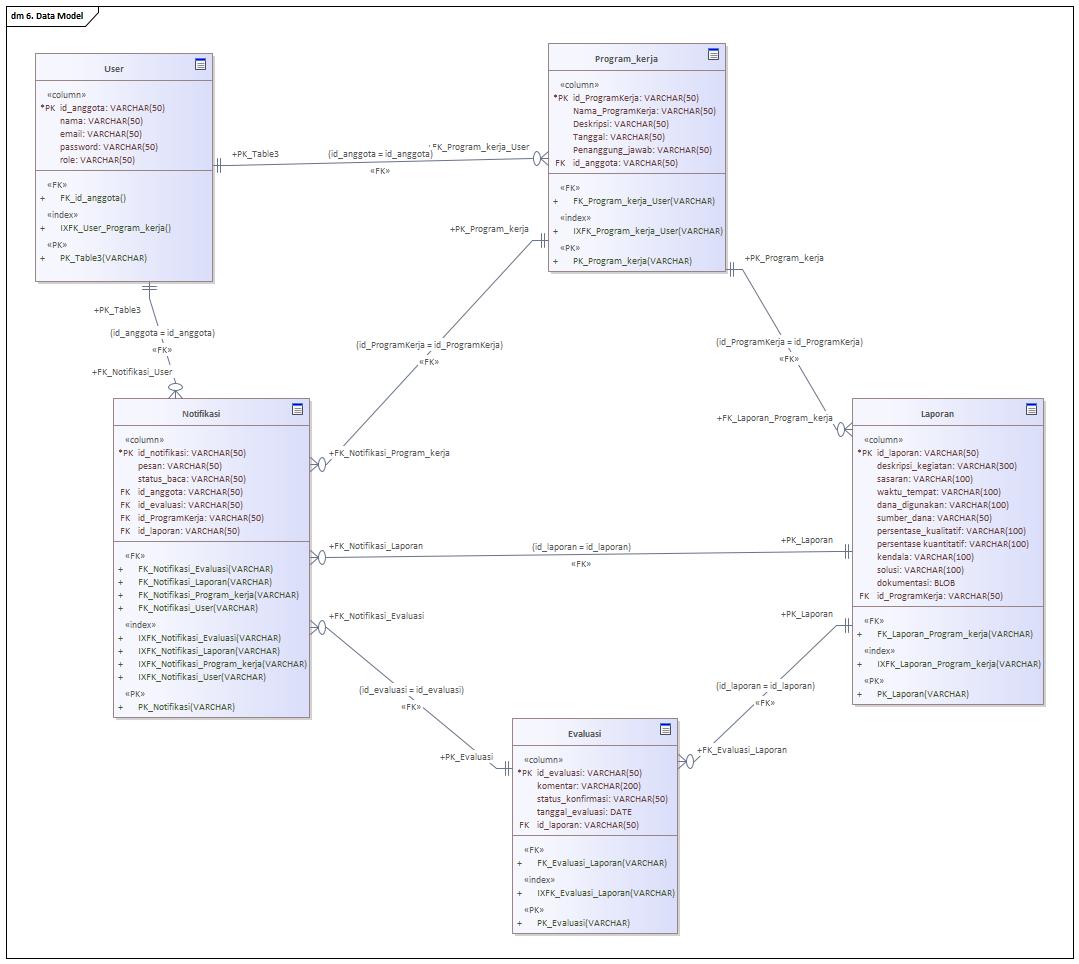 dm 6. Data Model
User
«column»
*PK id_anggota: VARCHAR(50)
nama: VARCHAR(50)
email: VARCHAR(50)
password: VARCHAR(50)
role: VARCHAR(50)
«FK»
+ FK_id_anggota()
«index»
+ IXFK_User_Program_kerja()
«PK»
+ PK_Table3(VARCHAR)
Program_kerja
«column»
*PK id_ProgramKerja: VARCHAR(50)
Nama_ProgramKerja: VARCHAR(50)
Deskripsi: VARCHAR(50)
Tanggal: VARCHAR(50)
Penanggung_jawab: VARCHAR(50)
FK id_anggota: VARCHAR(50)
«FK»
+ FK_Program_kerja_User(VARCHAR)
«index»
+ IXFK_Program_kerja_User(VARCHAR)
«PK»
+ PK_Program_kerja(VARCHAR)
+PK_Table3
(id_anggota = id_anggota)
«FK»
FK_Program_kerja_User
+PK_Table3
(id_anggota = id_anggota)
«FK»
+FK_Notifikasi_User
+PK_Program_kerja
(id_ProgramKerja = id_ProgramKerja)
«FK»
+FK_Notifikasi_Program_kerja
+PK_Program_kerja
(id_ProgramKerja = id_ProgramKerja)
«FK»
+FK_Laporan_Program_kerja
Notifikasi
«column»
*PK id_notifikasi: VARCHAR(50)
pesan: VARCHAR(50)
status_baca: VARCHAR(50)
FK id_anggota: VARCHAR(50)
FK id_evaluasi: VARCHAR(50)
FK id_ProgramKerja: VARCHAR(50)
FK id_laporan: VARCHAR(50)
«FK»
+ FK_Notifikasi_Evaluasi(VARCHAR)
+ FK_Notifikasi_Laporan(VARCHAR)
+ FK_Notifikasi_Program_kerja(VARCHAR)
+ FK_Notifikasi_User(VARCHAR)
«index»
+ IXFK_Notifikasi_Evaluasi(VARCHAR)
+ IXFK_Notifikasi_Laporan(VARCHAR)
+ IXFK_Notifikasi_Program_kerja(VARCHAR)
+ IXFK_Notifikasi_User(VARCHAR)
«PK»
+ PK_Notifikasi(VARCHAR)
Laporan
«column»
*PK id_laporan: VARCHAR(50)
deskripsi_kegiatan: VARCHAR(300)
sasaran: VARCHAR(100)
waktu_tempat: VARCHAR(100)
dana_digunakan: VARCHAR(100)
sumber_dana: VARCHAR(50)
persentase_kualitatif: VARCHAR(100)
persentase kuantitatif: VARCHAR(100)
kendala: VARCHAR(100)
solusi: VARCHAR(100)
dokumentasi: BLOB
FK id_ProgramKerja: VARCHAR(50)
«FK»
+ FK_Laporan_Program_kerja(VARCHAR)
«index»
+ IXFK_Laporan_Program_kerja(VARCHAR)
«PK»
+ PK_Laporan(VARCHAR)
+FK_Notifikasi_Laporan
(id_laporan = id_laporan)
«FK»
+PK_Laporan
+FK_Notifikasi_Evaluasi
(id_evaluasi = id_evaluasi)
«FK»
+PK_Evaluasi
+PK_Laporan
(id_laporan = id_laporan)
«FK»
+FK_Evaluasi_Laporan
Evaluasi
«column»
*PK id_evaluasi: VARCHAR(50)
komentar: VARCHAR(200)
status_konfirmasi: VARCHAR(50)
tanggal_evaluasi: DATE
FK id_laporan: VARCHAR(50)
«FK»
+ FK_Evaluasi_Laporan(VARCHAR)
«index»
+ IXFK_Evaluasi_Laporan(VARCHAR)
«PK»
+ PK_Evaluasi(VARCHAR)